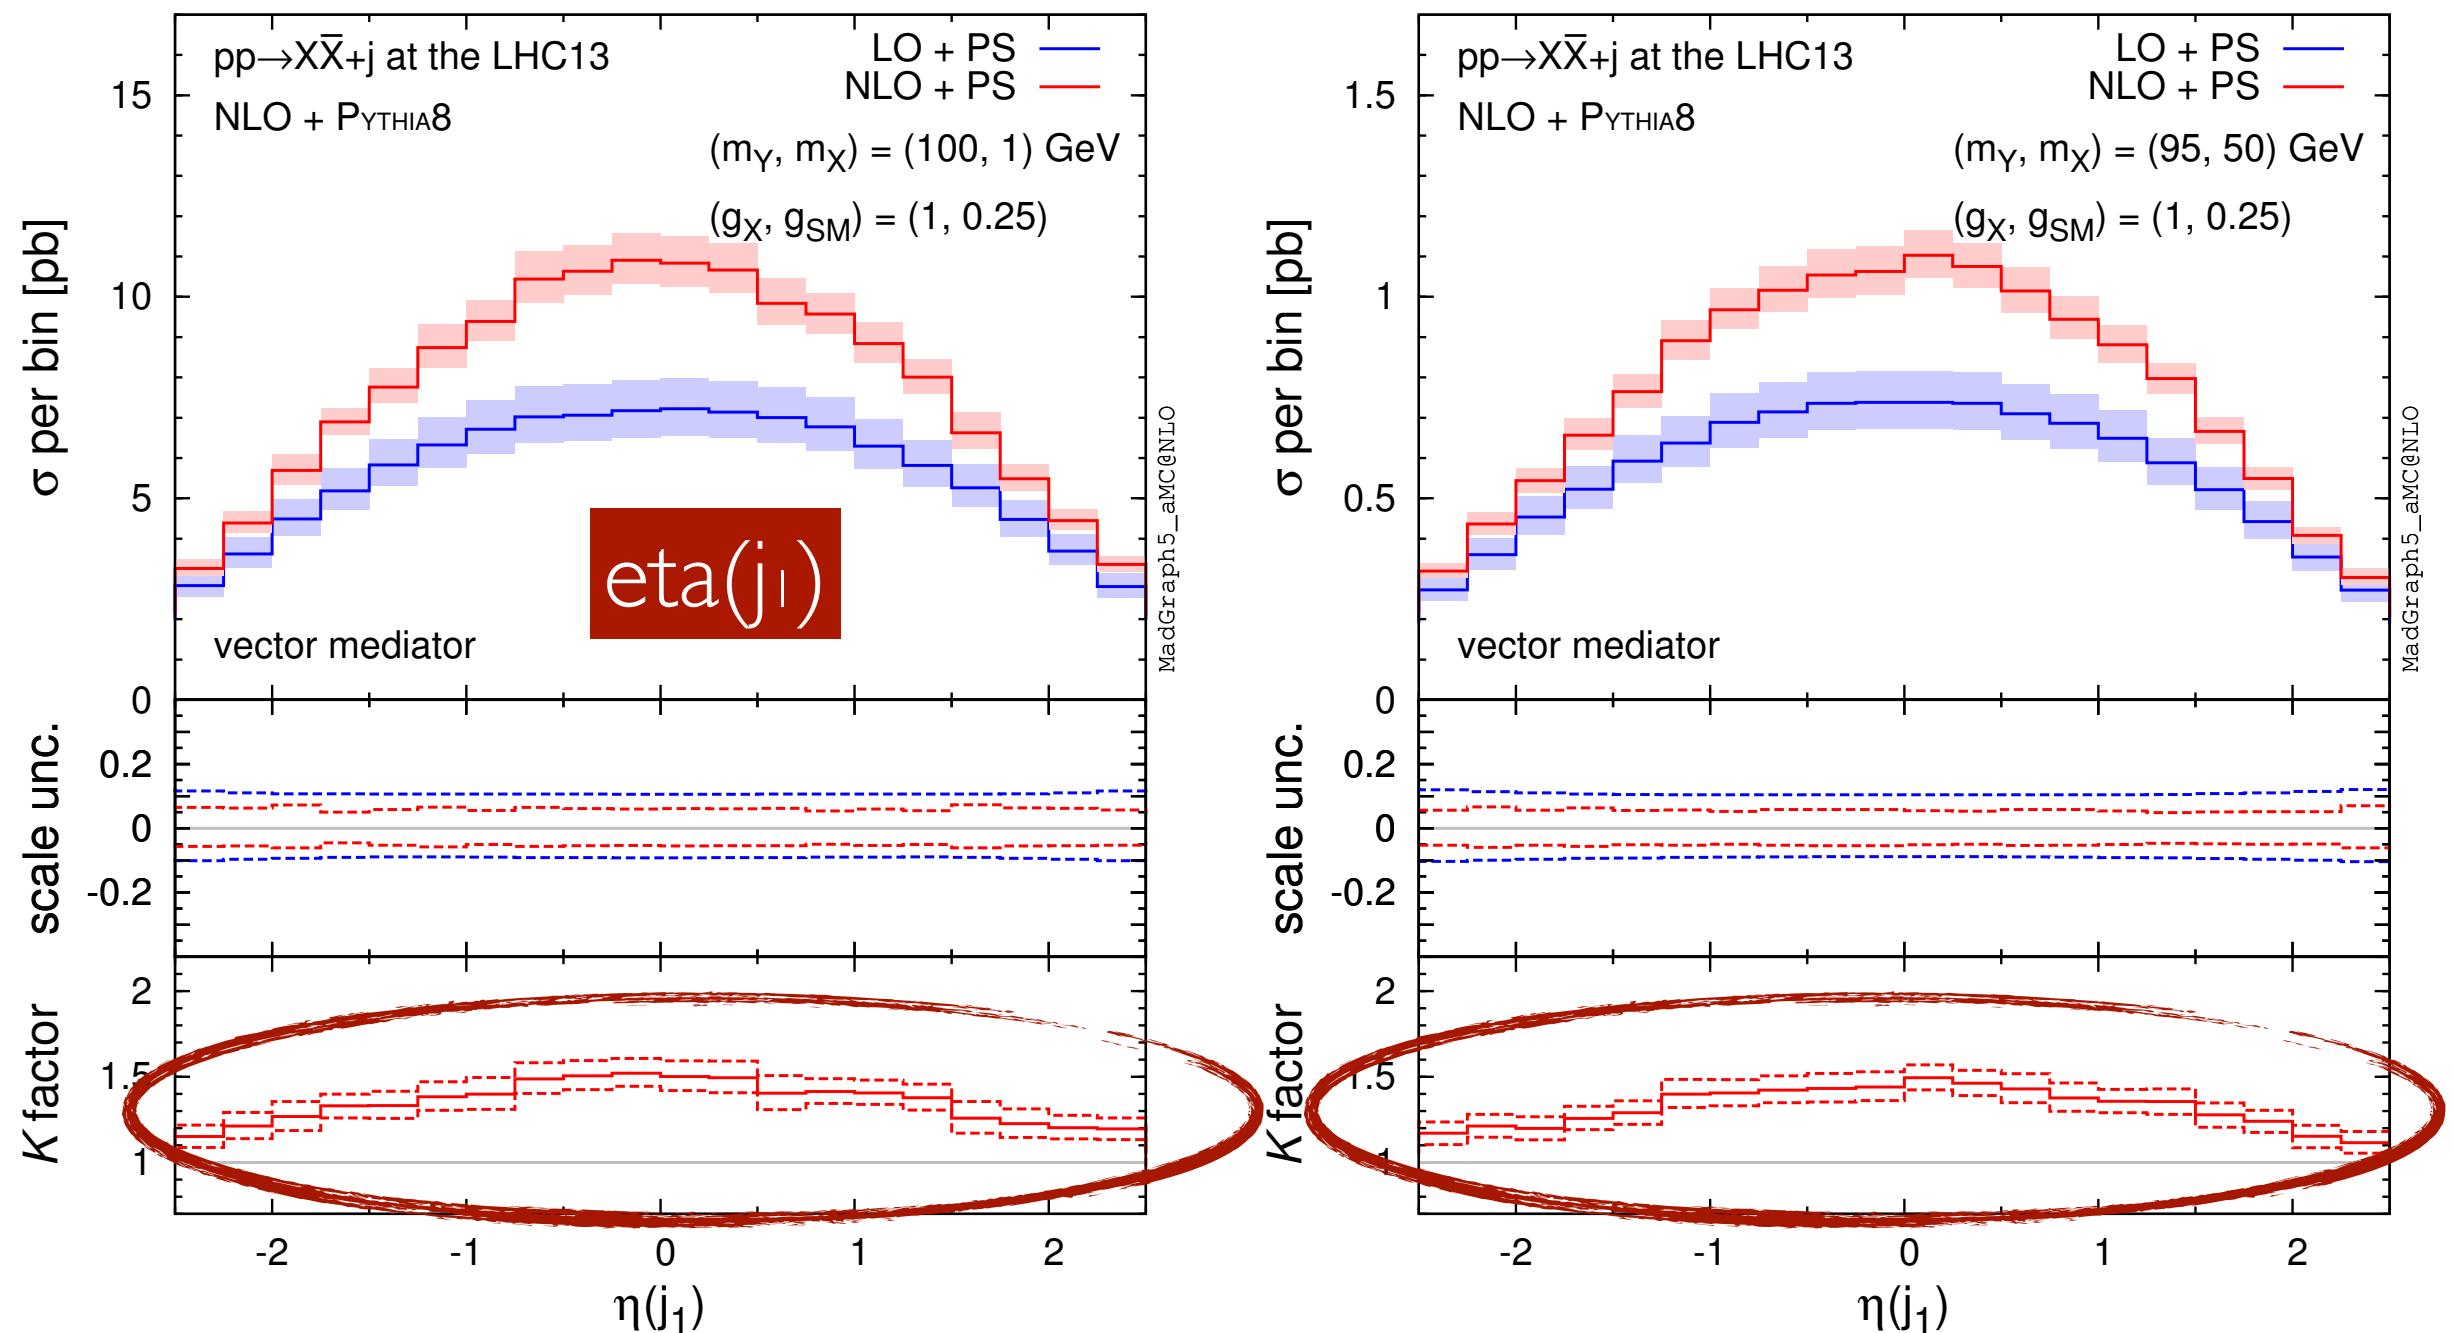 pp→XX̅+j at the LHC13
NLO + PYTHIA8
LO + PS
NLO + PS
(mY, mX) = (100, 1) GeV
(gX, gSM) = (1, 0.25)
σ per bin [pb]
15
10
5
0
eta(j1)
vector mediator
MadGraph5_aMC@NLO
scale unc.
0.2
0
-0.2
K factor
2
1.5
1
-2 -1 0 1 2
η(j1)
pp→XX̅+j at the LHC13
NLO + PYTHIA8
LO + PS
NLO + PS
(mY, mX) = (95, 50) GeV
(gX, gSM) = (1, 0.25)
σ per bin [pb]
1.5
1
0.5
0
vector mediator
MadGraph5_aMC@NLO
scale unc.
0.2
0
-0.2
K factor
2
1.5
1
-2 -1 0 1 2
η(j1)